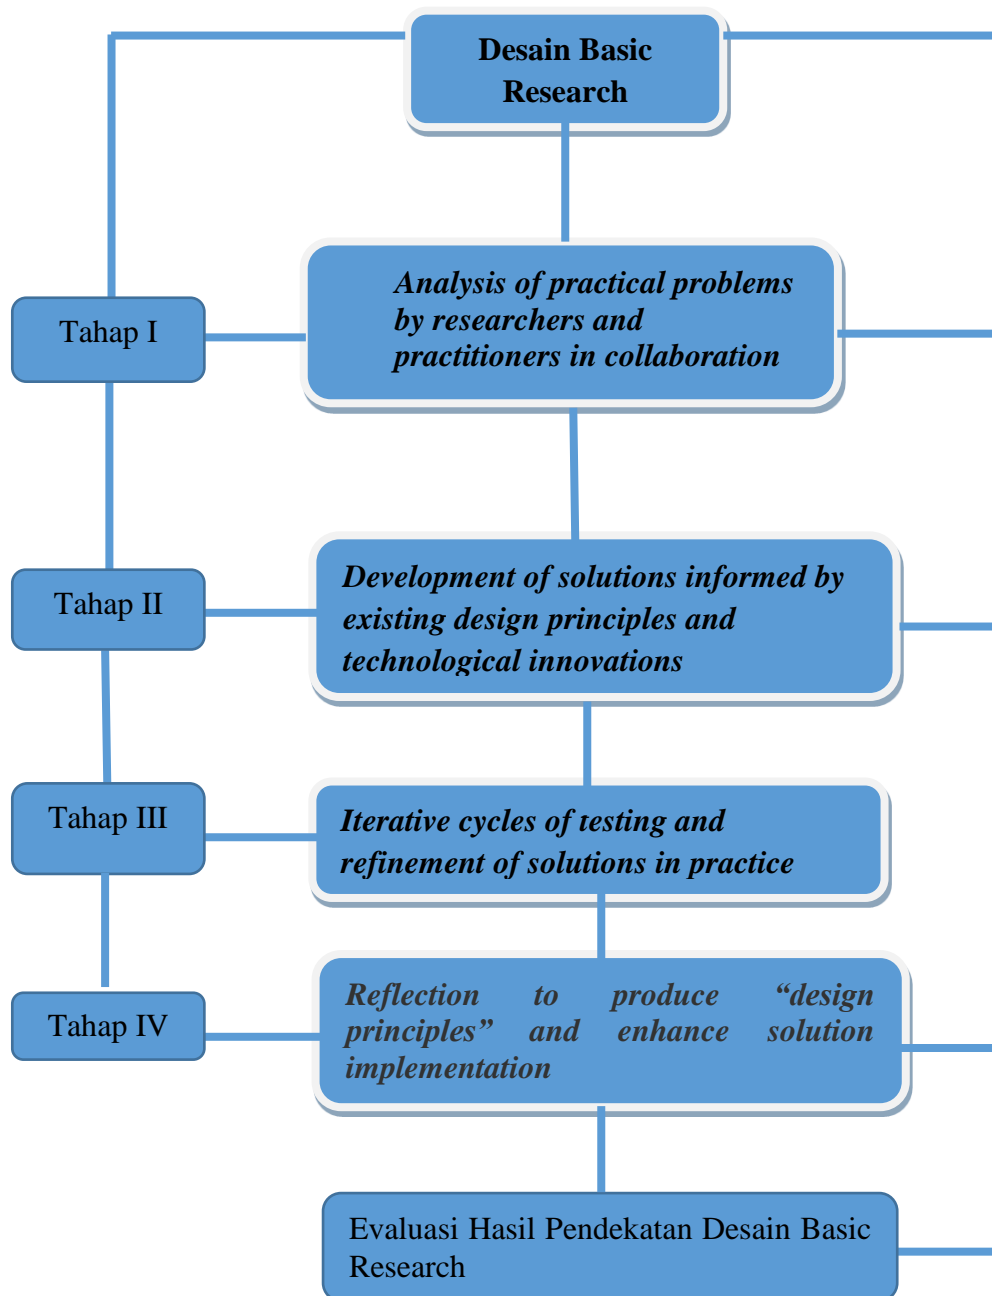 Desain Basic
Research
Analysis of practical problems
by researchers and
practitioners in collaboration
Tahap I
Development of solutions informed by
existing design principles and
technological innovations
Tahap II
Iterative cycles of testing and
refinement of solutions in practice
Tahap III
Reflection to produce “design
principles” and enhance solution
implementation
Tahap IV
Evaluasi Hasil Pendekatan Desain Basic
Research